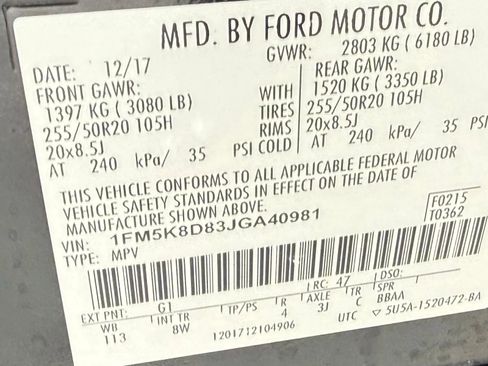 MFD. BY FORD MOTOR CO.
DATE: 12/17 GVWR: 2803 KG ( 6180 LB)
FRONT GAWR: REAR GAWR:
1397 KG ( 3080 LB) WITH 1520 KG ( 3350 LB)
255/50R20 105H TIRES 255/50R20 105H
20x8.5J RIMS 20x8.5J
AT 240 kPa/ 35 PSI COLD AT 240 kPa/ 35 PSI
THIS VEHICLE CONFORMS TO ALL APPLICABLE FEDERAL MOTOR
VEHICLE SAFETY STANDARDS IN EFFECT ON THE DATE OF
MANUFACTURE SHOWN ABOVE.
VIN: 1FM5K8D83JGA40981 F0215
TYPE: MPV T0362
EXT PNT: G1 RC: 47 DSO:
WB INT TR TP/PS R AXLE TR SPR
113 8W 4 3J C BBAA
1201712104906 UTC ▽ 5U5A-1520472-BA